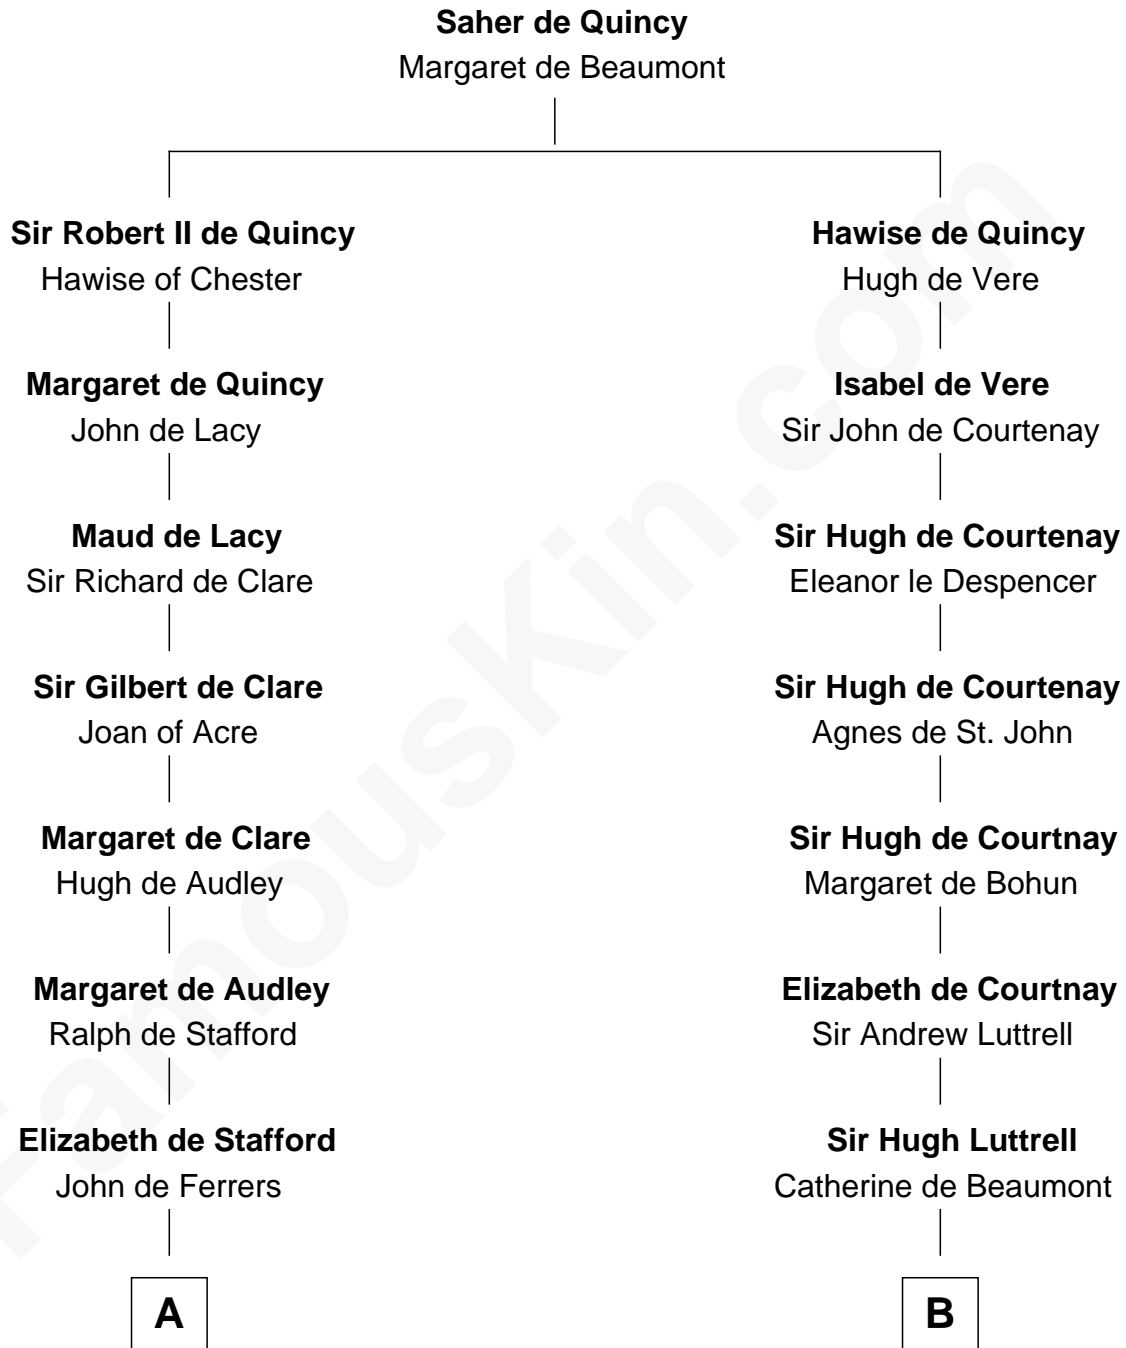 Saher de Quincy
Margaret de Beaumont
Sir Robert II de Quincy
Hawise of Chester
Margaret de Quincy
John de Lacy
Maud de Lacy
Sir Richard de Clare
Sir Gilbert de Clare
Joan of Acre
Margaret de Clare
Hugh de Audley
Margaret de Audley
Ralph de Stafford
Elizabeth de Stafford
John de Ferrers
A
Hawise de Quincy
Hugh de Vere
Isabel de Vere
Sir John de Courtenay
Sir Hugh de Courtenay
Eleanor le Despencer
Sir Hugh de Courtenay
Agnes de St. John
Sir Hugh de Courtnay
Margaret de Bohun
Elizabeth de Courtnay
Sir Andrew Luttrell
Sir Hugh Luttrell
Catherine de Beaumont
B
FamousKin.com